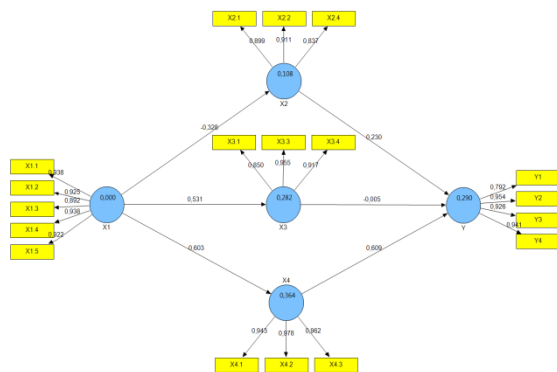 X2.1 X2.2 X2.4
0,899 0,911 0,837
0,108
X2
-0,328
0,230
X3.1 X3.3 X3.4
0,850 0,955 0,917
X1.1
X1.2
X1.3
X1.4
X1.5
0,938
0,925
0,892
0,938
0,922
0,000
X1
0,531
0,282
X3
-0,005
0,290
Y
0,792
0,954
0,926
0,941
Y1
Y2
Y3
Y4
0,603
0,609
X4
0,364
0,945 0,978 0,962
X4.1 X4.2 X4.3